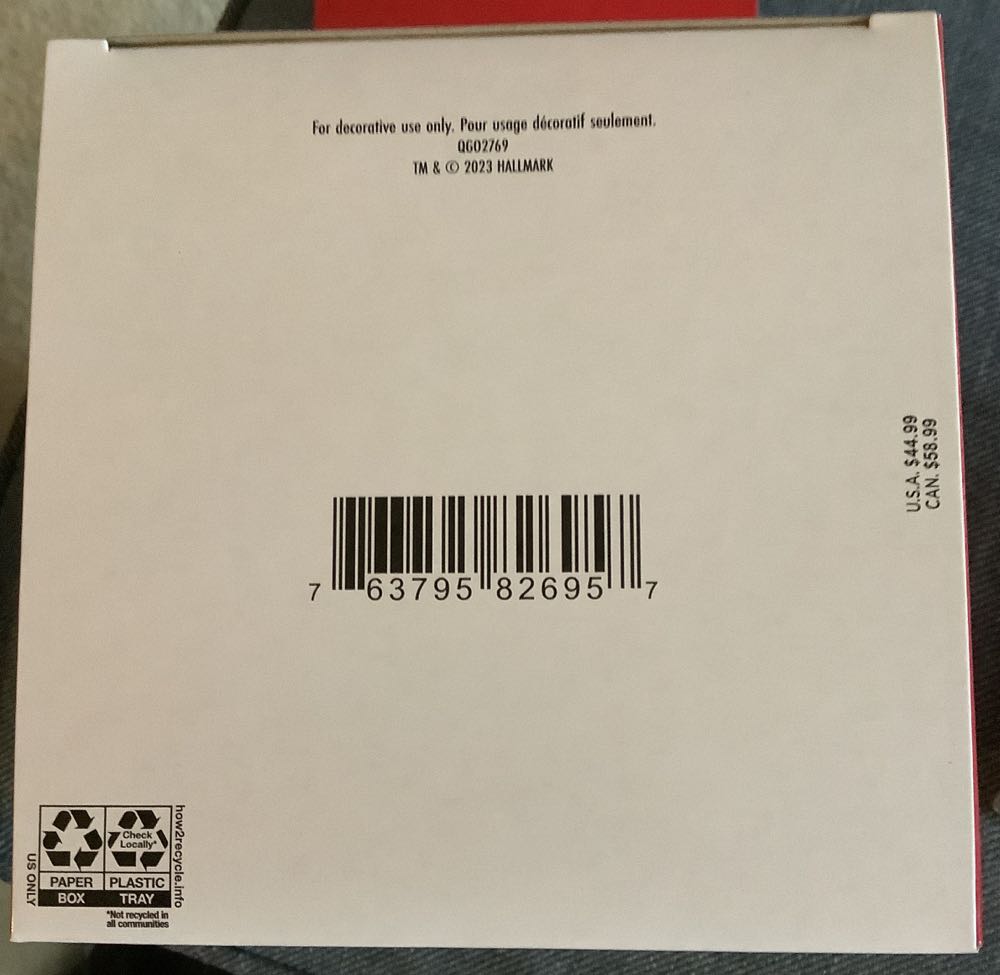 For decorative use only. Pour usage décoratif seulement.
QGO2769
TM & © 2023 HALLMARK
U.S.A. $44.99
CAN. $58.99
7 63795 82695 7
US ONLY
Check
Locally*
PAPER
BOX
PLASTIC
TRAY
*Not recycled in
all communities
how2recycle.info